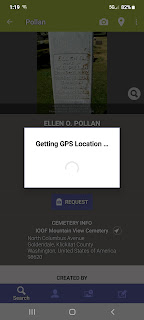 1:19
5G
82%
Pollan
ELLEN O. POLLAN
Getting GPS Location ...
REQUEST
CEMETERY INFO
IOOF Mountain View Cemetery
North Columbus Avenue
Goldendale, Klickitat County
Washington, United States of America
98620
CREATED BY
Search